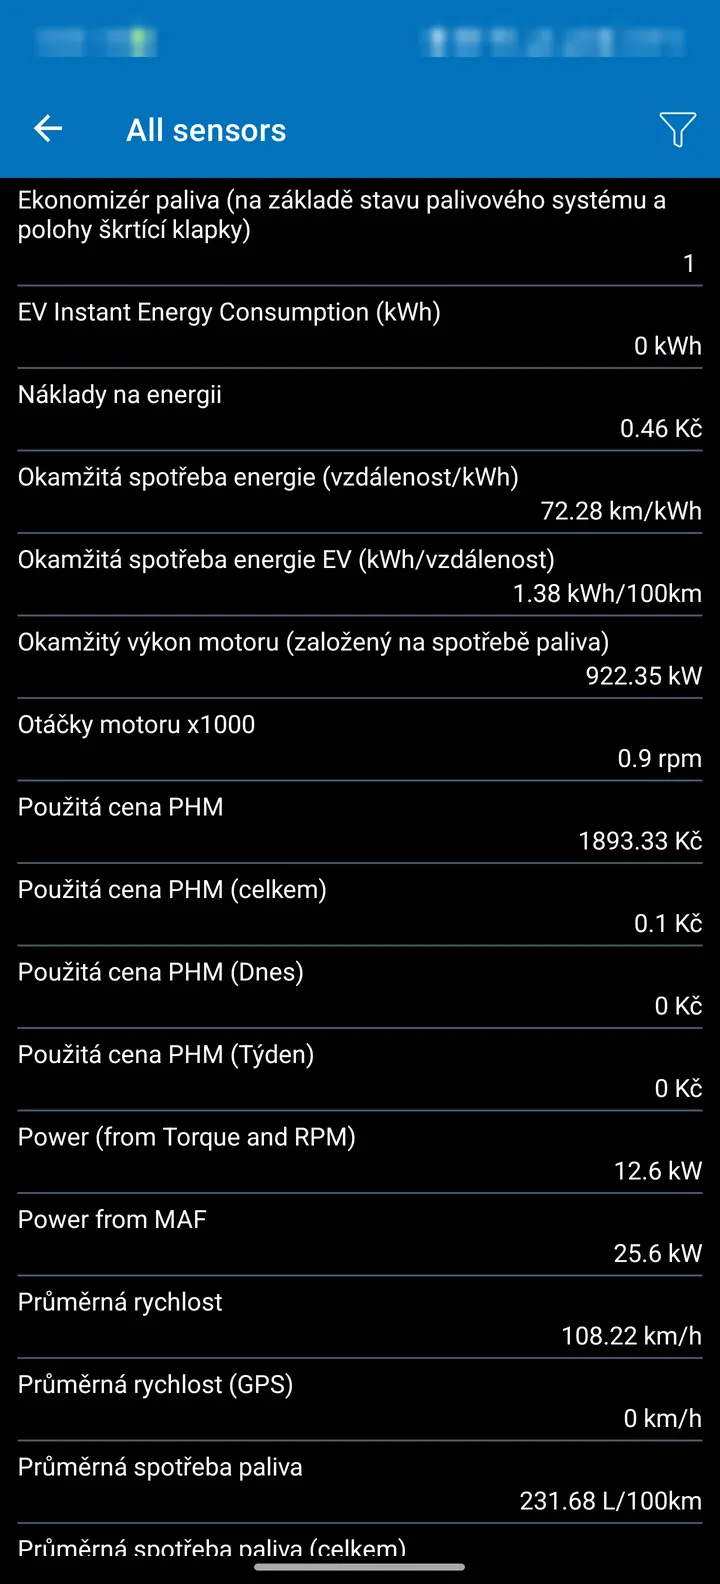 All sensors
Ekonomizér paliva (na základě stavu palivového systému a
polohy škrtící klapky)
1
EV Instant Energy Consumption (kWh)
0 kWh
Náklady na energii
0.46 Kč
Okamžitá spotřeba energie (vzdálenost/kWh)
72.28 km/kWh
Okamžitá spotřeba energie EV (kWh/vzdálenost)
1.38 kWh/100km
Okamžitý výkon motoru (založený na spotřebě paliva)
922.35 kW
Otáčky motoru x1000
0.9 rpm
Použitá cena PHM
1893.33 Kč
Použitá cena PHM (celkem)
0.1 Kč
Použitá cena PHM (Dnes)
0 Kč
Použitá cena PHM (Týden)
0 Kč
Power (from Torque and RPM)
12.6 kW
Power from MAF
25.6 kW
Průměrná rychlost
108.22 km/h
Průměrná rychlost (GPS)
0 km/h
Průměrná spotřeba paliva
231.68 L/100km
Průměrná spotřeba paliva (celkem)